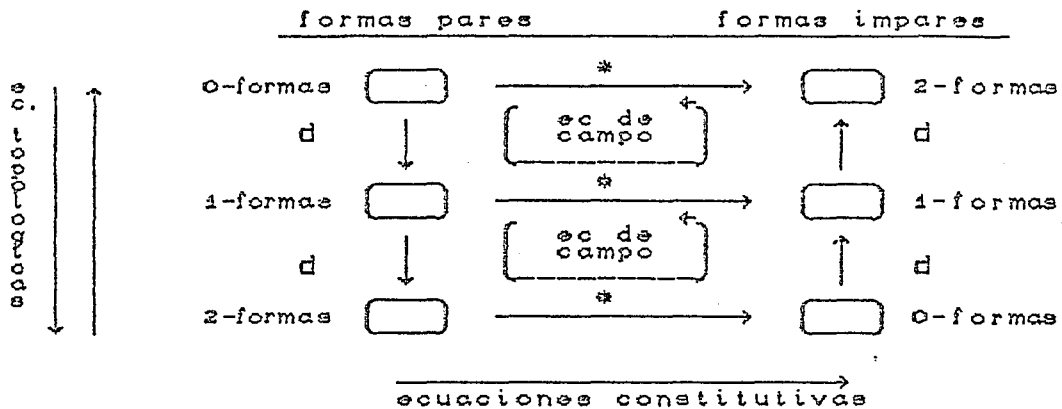 formas pares formas impares
0-formas * 2-formas
d ec de campo d
1-formas * 1-formas
d ec de campo d
2-formas * 0-formas
ec. topologicas
ecuaciones constitutivas